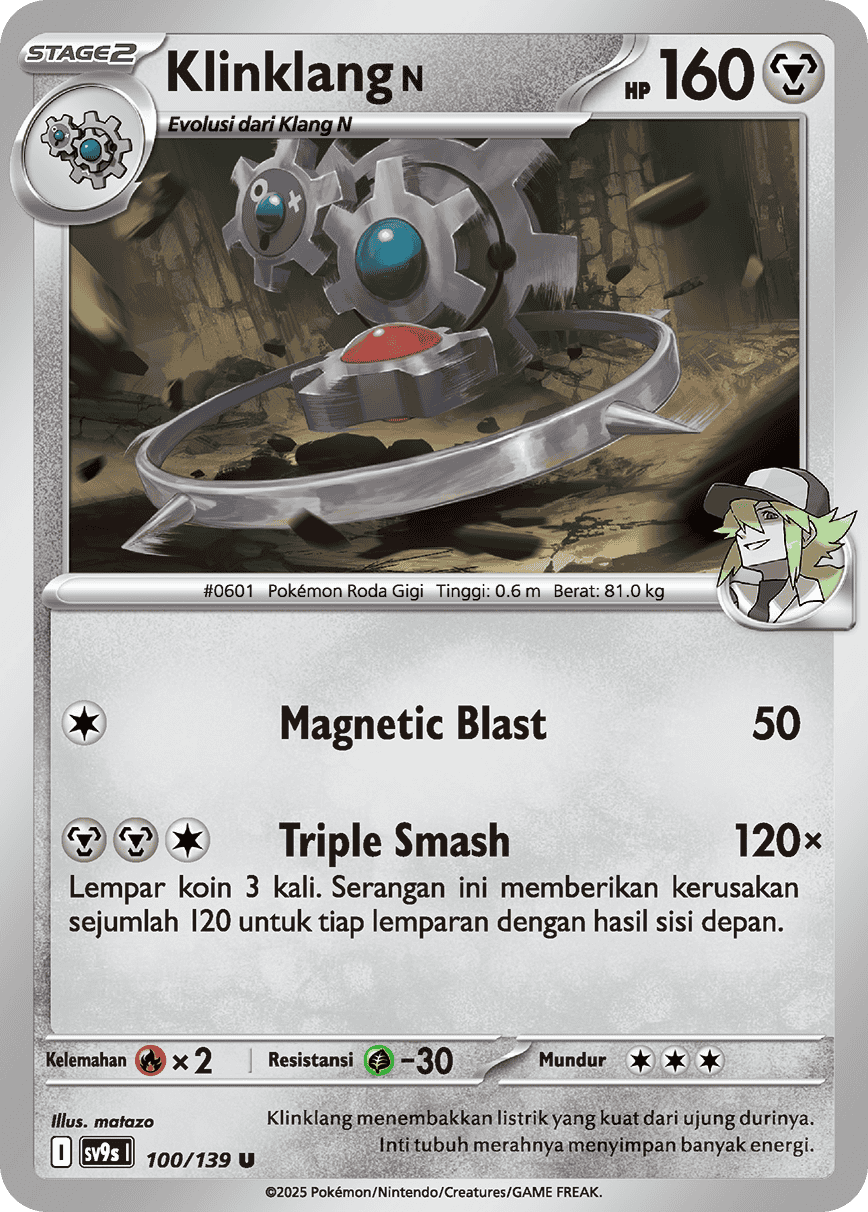 STAGE2
Klinklang N
HP 160
Evolusi dari Klang N
#0601 Pokémon Roda Gigi Tinggi: 0.6 m Berat: 81.0 kg
Magnetic Blast 50
Triple Smash 120×
Lempar koin 3 kali. Serangan ini memberikan kerusakan
sejumlah 120 untuk tiap lemparan dengan hasil sisi depan.
Kelemahan ×2 Resistansi -30 Mundur
Illus. matazo
Klinklang menembakkan listrik yang kuat dari ujung durinya.
Inti tubuh merahnya menyimpan banyak energi.
I sv9s I 100/139 U
©2025 Pokémon/Nintendo/Creatures/GAME FREAK.